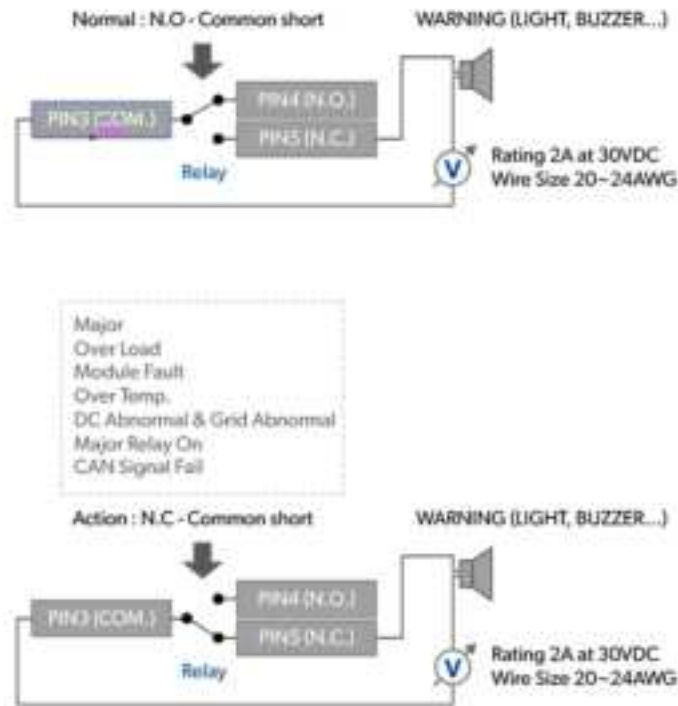 Normal : N.O - Common short
WARNING (LIGHT, BUZZER...)
PIN3 (COM.)
PIN4 (N.O.)
PIN5 (N.C.)
Relay
V
Rating 2A at 30VDC
Wire Size 20~24AWG
Major
Over Load
Module Fault
Over Temp.
DC Abnormal & Grid Abnormal
Major Relay On
CAN Signal Fail
Action : N.C - Common short
WARNING (LIGHT, BUZZER...)
PIN4 (N.O.)
PIN3 (COM.)
PIN5 (N.C.)
Relay
V
Rating 2A at 30VDC
Wire Size 20~24AWG